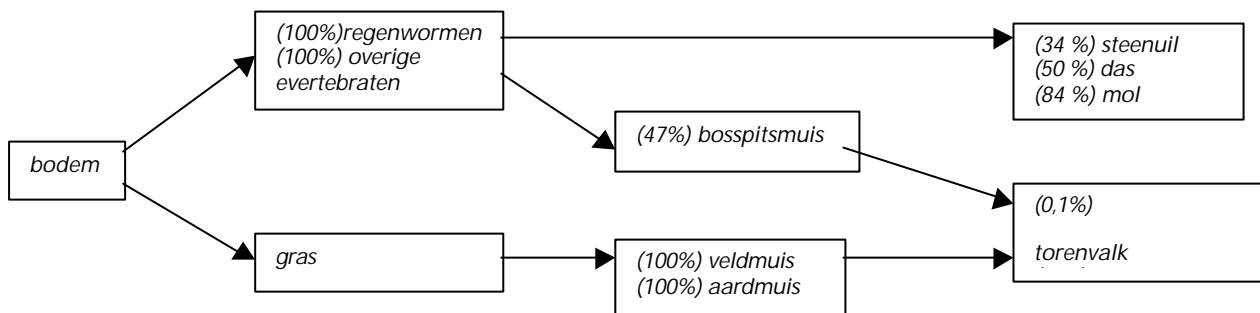 (100%)regenwormen
(100%) overige
evertebraten
(34 %) steenuil
(50 %) das
(84 %) mol
(47%) bosspitsmuis
bodem
(0,1%)
torenvalk
gras
(100%) veldmuis
(100%) aardmuis